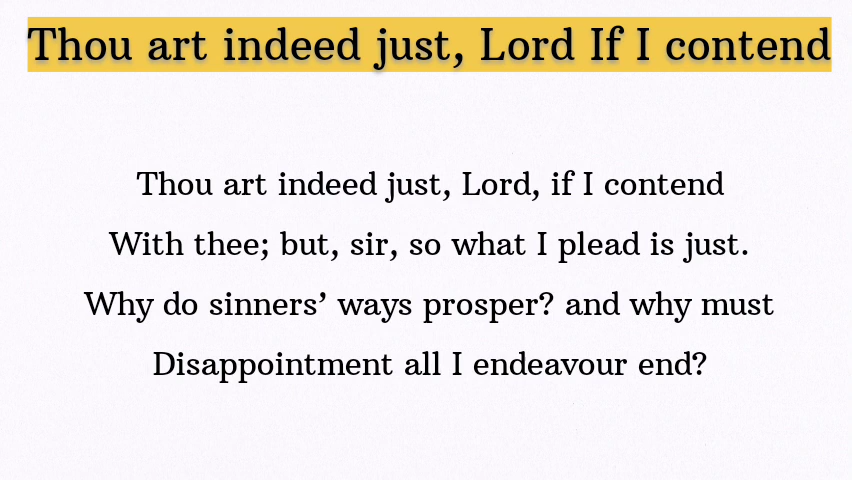 Thou art indeed just, Lord If I contend
Thou art indeed just, Lord, if I contend
With thee; but, sir, so what I plead is just.
Why do sinners’ ways prosper? and why must
Disappointment all I endeavour end?